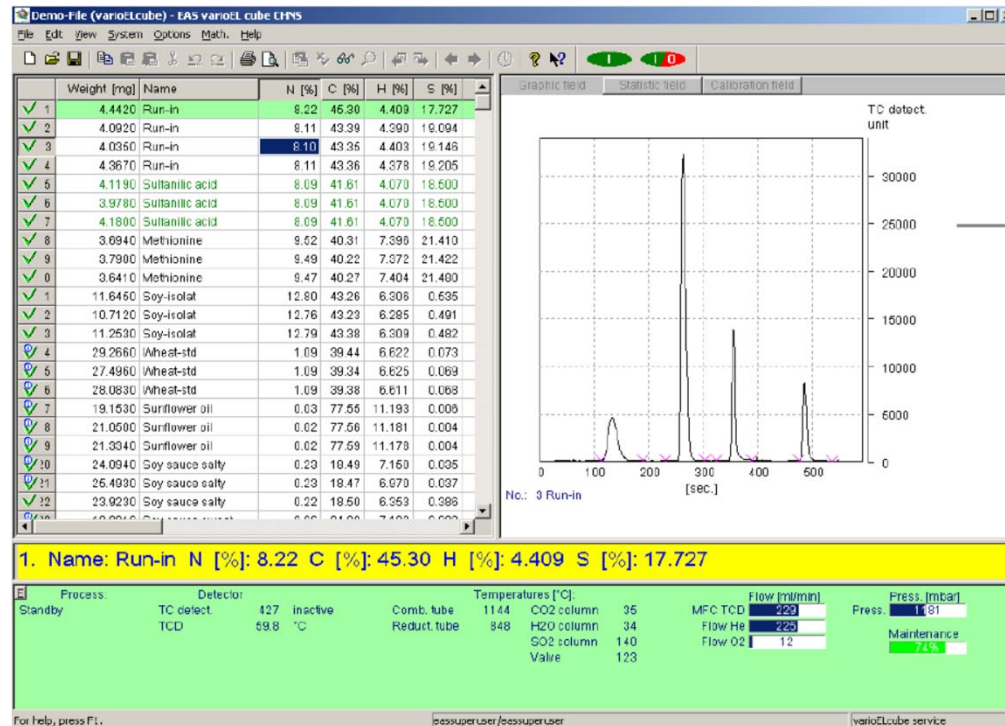 Demo-File (varioELcube) - EAS varioEL cube CHNS
File Edit View System Options Math. Help
Weight [mg] Name N [%] C [%] H [%] S [%]
1 4.4420 Run-in 8.22 45.30 4.409 17.727
2 4.0920 Run-in 8.11 43.39 4.390 19.094
3 4.0350 Run-in 8.10 43.35 4.403 19.146
4 4.3670 Run-in 8.11 43.36 4.378 19.205
5 4.1190 Sulfanilic acid 8.09 41.61 4.070 18.500
6 3.9780 Sulfanilic acid 8.09 41.61 4.070 18.500
7 4.1800 Sulfanilic acid 8.09 41.61 4.070 18.500
8 3.6940 Methionine 9.52 40.31 7.396 21.410
9 3.7900 Methionine 9.49 40.22 7.372 21.422
0 3.6410 Methionine 9.47 40.27 7.404 21.480
1 11.6450 Soy-isolat 12.80 43.26 6.306 0.535
2 10.7120 Soy-isolat 12.76 43.23 6.285 0.491
3 11.2530 Soy-isolat 12.79 43.38 6.309 0.482
4 29.2660 Wheat-std 1.09 39.44 6.622 0.073
5 27.4960 Wheat-std 1.09 39.34 6.625 0.069
6 28.0830 Wheat-std 1.09 39.38 6.611 0.068
7 19.1530 Sunflower oil 0.03 77.55 11.193 0.006
8 21.0500 Sunflower oil 0.02 77.56 11.181 0.004
9 21.3340 Sunflower oil 0.02 77.59 11.178 0.004
20 24.0940 Soy sauce salty 0.23 18.49 7.150 0.035
21 25.4930 Soy sauce salty 0.23 18.47 6.970 0.037
22 23.9230 Soy sauce salty 0.22 18.50 6.353 0.386
Graphic field Statistic field Calibration field
TC detect.
unit
30000
25000
20000
15000
10000
5000
0
0 100 200 300 400 500
[sec.]
No.: 3 Run-in
1. Name: Run-in N [%]: 8.22 C [%]: 45.30 H [%]: 4.409 S [%]: 17.727
E Process: Detector Temperatures [°C]: Flow [ml/min] Press. [mbar]
Standby TC detect. 427 inactive Comb. tube 1144 CO2 column 35 MFC TCD 229 Press. 1181
TCD 59.8 °C Reduct. tube 848 H2O column 34 Flow He 225
SO2 column 140 Flow O2 12 Maintenance
Valve 123 74%
For help, press F1. eassuperuser/eassuperuser varioELcube service